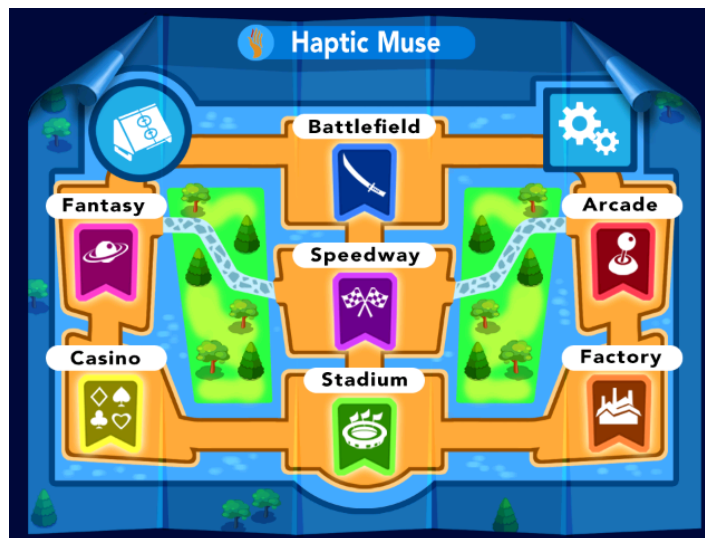 Haptic Muse
Battlefield
Fantasy
Arcade
Speedway
Casino
Factory
Stadium